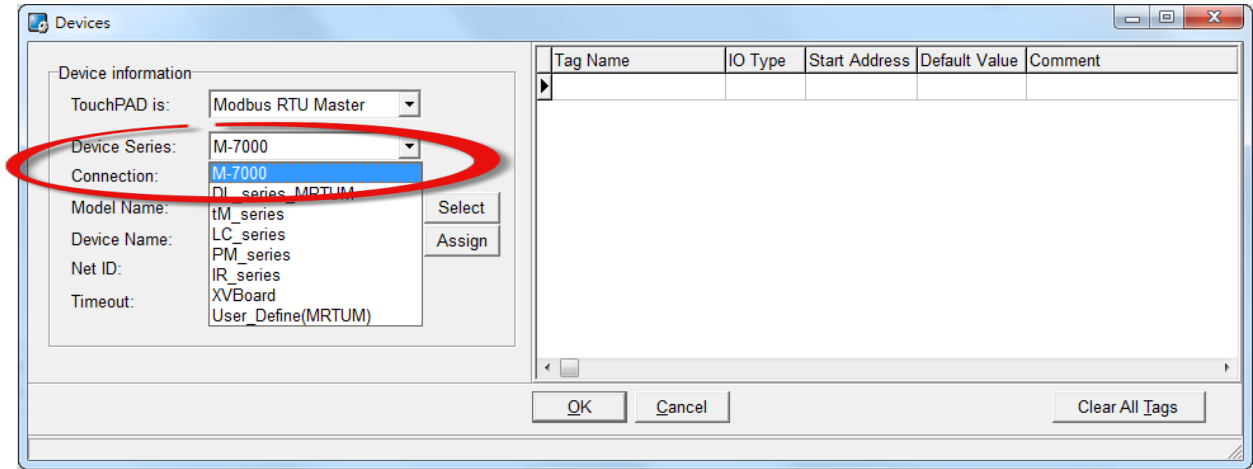 Devices
Device information
TouchPAD is: Modbus RTU Master
Device Series: M-7000
Connection:
Model Name:
Device Name:
Net ID:
Timeout:
M-7000
DL_series_MRTUM
tM_series
LC_series
PM_series
IR_series
XVBoard
User_Define(MRTUM)
Select
Assign
Tag Name IO Type Start Address Default Value Comment
OK Cancel Clear All Tags